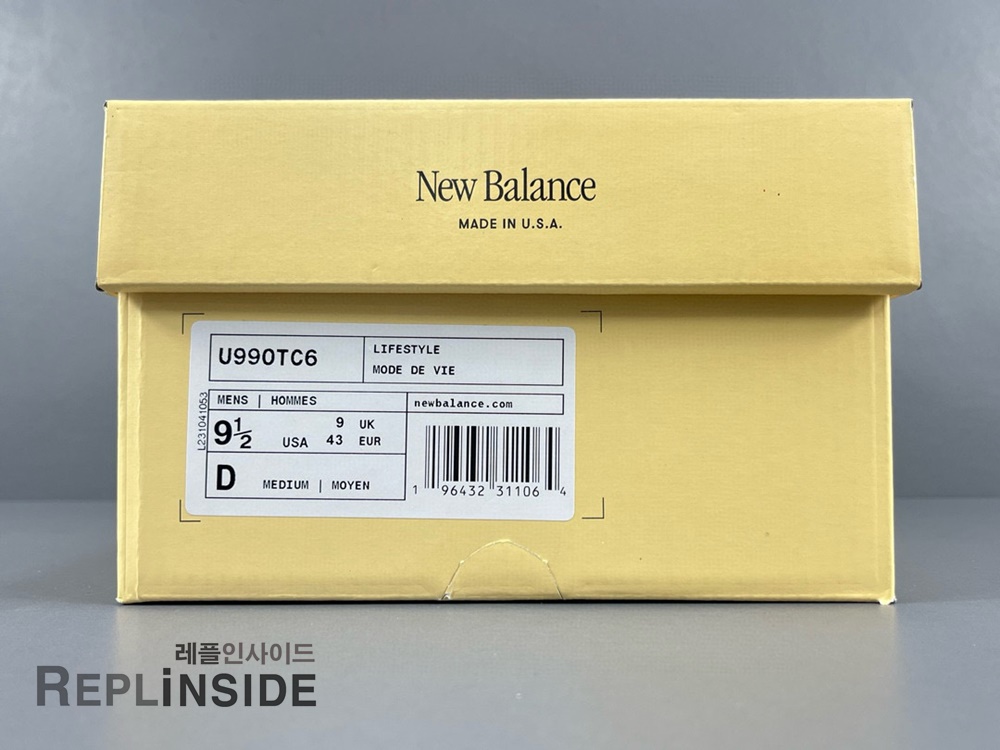 New Balance
MADE IN U.S.A.
U990TC6
LIFESTYLE
MODE DE VIE
L231041053
MENS | HOMMES
newbalance.com
9½ USA 9 UK
43 EUR
D MEDIUM | MOYEN
1 96432 31106 4
레플인사이드
REPLINSIDE